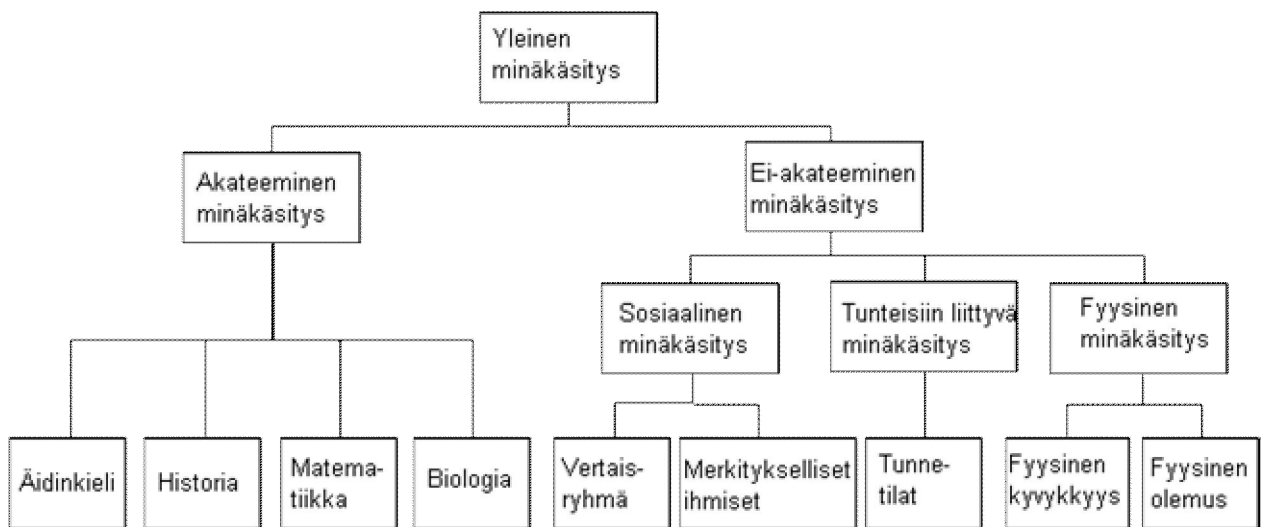 Yleinen
minäkäsitys
Akateeminen
minäkäsitys
Ei-akateeminen
minäkäsitys
Sosiaalinen
minäkäsitys
Tunteisiin liittyvä
minäkäsitys
Fyysinen
minäkäsitys
Äidinkieli
Historia
Matema-
tiikka
Biologia
Vertais-
ryhmä
Merkitykselliset
ihmiset
Tunne-
tilat
Fyysinen
kyvykkyys
Fyysinen
olemus